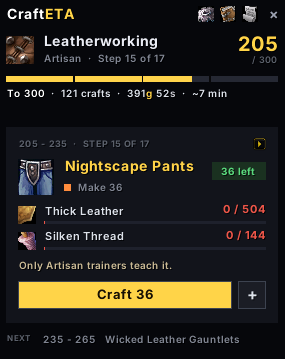 CraftETA ×
Leatherworking 205
Artisan · Step 15 of 17 / 300
To 300 · 121 crafts · 391g 52s · ~7 min
205 - 235 · STEP 15 OF 17
Nightscape Pants 36 left
Make 36
Thick Leather 0 / 504
Silken Thread 0 / 144
Only Artisan trainers teach it.
Craft 36 +
NEXT 235 - 265 Wicked Leather Gauntlets